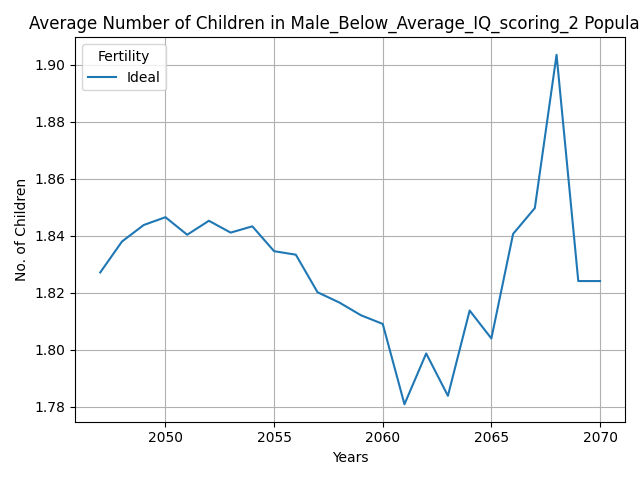 Average Number of Children in Male_Below_Average_IQ_scoring_2 Popula
Fertility
Ideal
No. of Children
1.90
1.88
1.86
1.84
1.82
1.80
1.78
2050 2055 2060 2065 2070
Years